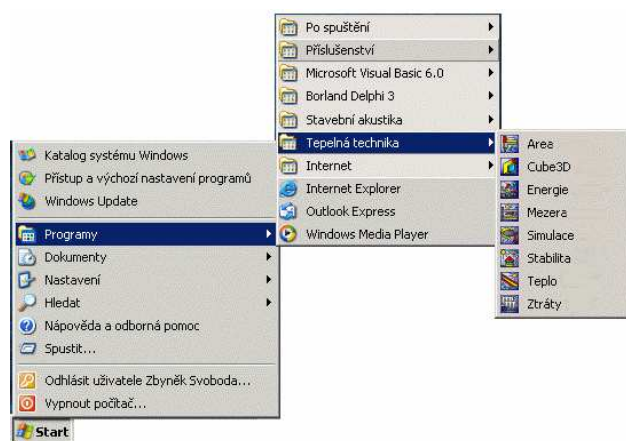 Po spuštění
Příslušenství
Microsoft Visual Basic 6.0
Borland Delphi 3
Stavební akustika
Tepelná technika
Internet
Internet Explorer
Outlook Express
Windows Media Player
Area
Cube3D
Energie
Mezera
Simulace
Stabilita
Teplo
Ztráty
Katalog systému Windows
Přístup a výchozí nastavení programů
Windows Update
Programy
Dokumenty
Nastavení
Hledat
Nápověda a odborná pomoc
Spustit...
Odhlásit uživatele Zbyněk Svoboda...
Vypnout počítač...
Start